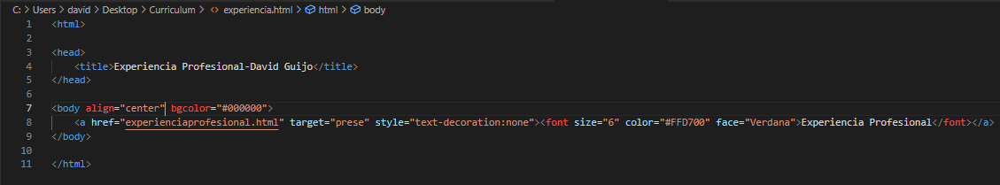 C: > Users > david > Desktop > Curriculum > <> experiencia.html > html > body
1 <html>
2
3 <head>
4 <title>Experiencia Profesional-David Guijo</title>
5 </head>
6
7 <body align="center" bgcolor="#000000">
8 <a href="experienciaprofesional.html" target="prese" style="text-decoration:none"><font size="6" color="#FFD700" face="Verdana">Experiencia Profesional</font></a>
9 </body>
10
11 </html>